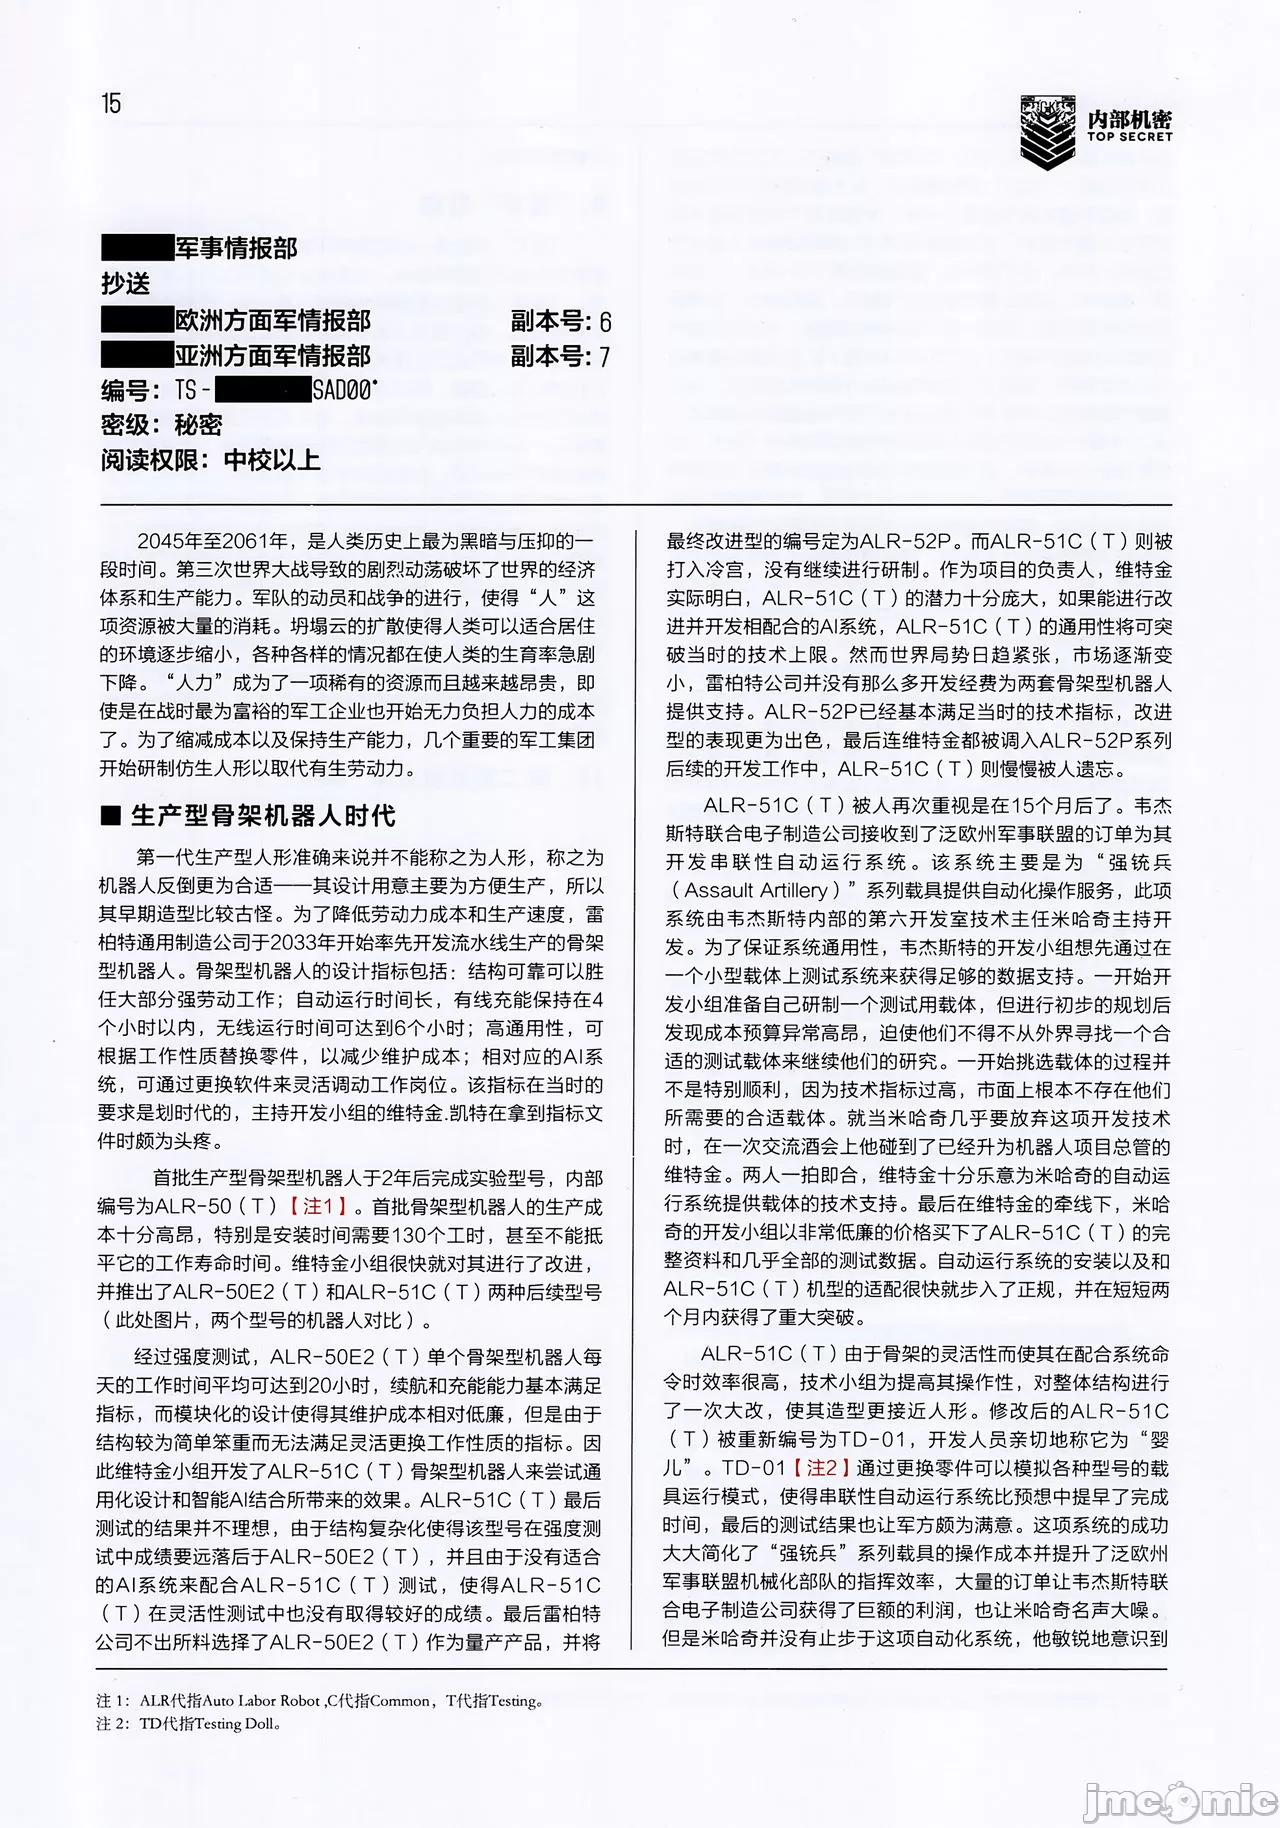 15
GK
内部机密
TOP SECRET
军事情报部
抄送
欧洲方面军情报部 副本号: 6
亚洲方面军情报部 副本号: 7
编号: TS- SAD00*
密级: 秘密
阅读权限: 中校以上
2045年至2061年，是人类历史上最为黑暗与压抑的一
段时间。第三次世界大战导致的剧烈动荡破坏了世界的经济
体系和生产能力。军队的动员和战争的进行，使得“人”这
项资源被大量的消耗。坍塌云的扩散使得人类可以适合居住
的环境逐步缩小，各种各样的情况都在使人类的生育率急剧
下降。“人力”成为了一项稀有的资源而且越来越昂贵，即
使是在战时最为富裕的军工企业也开始无力负担人力的成本
了。为了缩减成本以及保持生产能力，几个重要的军工集团
开始研制仿生人形以取代有生劳动力。
■ 生产型骨架机器人时代
第一代生产型人形准确来说并不能称之为人形，称之为
机器人反倒更为合适——其设计用意主要为方便生产，所以
其早期造型比较古怪。为了降低劳动力成本和生产速度，雷
柏特通用制造公司于2033年开始率先开发流水线生产的骨架
型机器人。骨架型机器人的设计指标包括：结构可靠可以胜
任大部分强劳动工作；自动运行时间长，有线充能保持在4
个小时以内，无线运行时间可达到6个小时；高通用性，可
根据工作性质替换零件，以减少维护成本；相对应的AI系
统，可通过更换软件来灵活调动工作岗位。该指标在当时的
要求是划时代的，主持开发小组的维特金.凯特在拿到指标文
件时颇为头疼。
首批生产型骨架型机器人于2年后完成实验型号，内部
编号为ALR-50（T）【注1】。首批骨架型机器人的生产成
本十分高昂，特别是安装时间需要130个工时，甚至不能抵
平它的工作寿命时间。维特金小组很快就对其进行了改进，
并推出了ALR-50E2（T）和ALR-51C（T）两种后续型号
（此处图片，两个型号的机器人对比）。
经过强度测试，ALR-50E2（T）单个骨架型机器人每
天的工作时间平均可达到20小时，续航和充能能力基本满足
指标，而模块化的设计使得其维护成本相对低廉，但是由于
结构较为简单笨重而无法满足灵活更换工作性质的指标。因
此维特金小组开发了ALR-51C（T）骨架型机器人来尝试通
用化设计和智能AI结合所带来的效果。ALR-51C（T）最后
测试的结果并不理想，由于结构复杂化使得该型号在强度测
试中成绩要远落后于ALR-50E2（T），并且由于没有适合
的AI系统来配合ALR-51C（T）测试，使得ALR-51C
（T）在灵活性测试中也没有取得较好的成绩。最后雷柏特
公司不出所料选择了ALR-50E2（T）作为量产产品，并将
最终改进型的编号定为ALR-52P。而ALR-51C（T）则被
打入冷宫，没有继续进行研制。作为项目的负责人，维特金
实际明白，ALR-51C（T）的潜力十分庞大，如果能进行改
进并开发相配合的AI系统，ALR-51C（T）的通用性将可突
破当时的技术上限。然而世界局势日趋紧张，市场逐渐变
小，雷柏特公司并没有那么多开发经费为两套骨架型机器人
提供支持。ALR-52P已经基本满足当时的技术指标，改进
型的表现更为出色，最后连维特金都被调入ALR-52P系列
后续的开发工作中，ALR-51C（T）则慢慢被人遗忘。
ALR-51C（T）被人再次重视是在15个月后了。韦杰
斯特联合电子制造公司接收到了泛欧州军事联盟的订单为其
开发串联性自动运行系统。该系统主要是为“强铳兵
（Assault Artillery）”系列载具提供自动化操作服务，此项
系统由韦杰斯特内部的第六开发室技术主任米哈奇主持开
发。为了保证系统通用性，韦杰斯特的开发小组想先通过在
一个小型载体上测试系统来获得足够的数据支持。一开始开
发小组准备自己研制一个测试用载体，但进行初步的规划后
发现成本预算异常高昂，迫使他们不得不从外界寻找一个合
适的测试载体来继续他们的研究。一开始挑选载体的过程并
不是特别顺利，因为技术指标过高，市面上根本不存在他们
所需要的合适载体。就当米哈奇几乎要放弃这项开发技术
时，在一次交流酒会上他碰到了已经升为机器人项目总管的
维特金。两人一拍即合，维特金十分乐意为米哈奇的自动运
行系统提供载体的技术支持。最后在维特金的牵线下，米哈
奇的开发小组以非常低廉的价格买下了ALR-51C（T）的完
整资料和几乎全部的测试数据。自动运行系统的安装以及和
ALR-51C（T）机型的适配很快就步入了正规，并在短短两
个月内获得了重大突破。
ALR-51C（T）由于骨架的灵活性而使其在配合系统命
令时效率很高，技术小组为提高其操作性，对整体结构进行
了一次大改，使其造型更接近人形。修改后的ALR-51C
（T）被重新编号为TD-01，开发人员亲切地称它为“婴
儿”。TD-01【注2】通过更换零件可以模拟各种型号的载
具运行模式，使得串联性自动运行系统比预想中提早了完成
时间，最后的测试结果也让军方颇为满意。这项系统的成功
大大简化了“强铳兵”系列载具的操作成本并提升了泛欧州
军事联盟机械化部队的指挥效率，大量的订单让韦杰斯特联
合电子制造公司获得了巨额的利润，也让米哈奇名声大噪。
但是米哈奇并没有止步于这项自动化系统，他敏锐地意识到
注 1： ALR代指Auto Labor Robot ,C代指Common，T代指Testing。
注 2： TD代指Testing Doll。
jmcomic